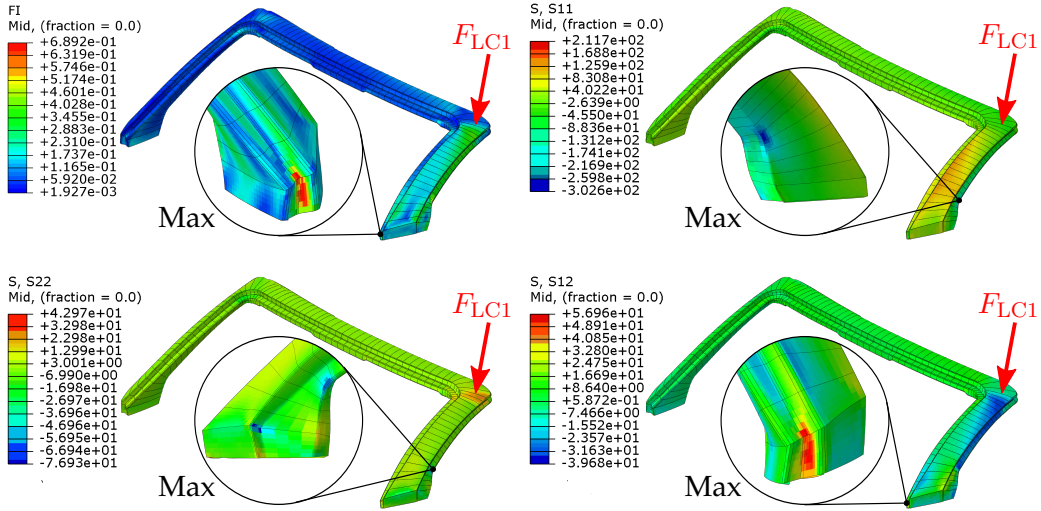 FI
Mid, (fraction = 0.0)
+6.892e-01
+6.319e-01
+5.746e-01
+5.174e-01
+4.601e-01
+4.028e-01
+3.455e-01
+2.883e-01
+2.310e-01
+1.737e-01
+1.165e-01
+5.920e-02
+1.927e-03
F_LC1
Max
S, S11
Mid, (fraction = 0.0)
+2.117e+02
+1.688e+02
+1.259e+02
+8.308e+01
+4.022e+01
-2.639e+00
-4.550e+01
-8.836e+01
-1.312e+02
-1.741e+02
-2.169e+02
-2.598e+02
-3.026e+02
F_LC1
Max
S, S22
Mid, (fraction = 0.0)
+4.297e+01
+3.298e+01
+2.299e+01
+1.299e+01
+3.001e+00
-6.990e+00
-1.698e+01
-2.697e+01
-3.696e+01
-4.696e+01
-5.695e+01
-6.694e+01
-7.693e+01
F_LC1
Max
S, S12
Mid, (fraction = 0.0)
+5.696e+01
+4.891e+01
+4.085e+01
+3.280e+01
+2.475e+01
+1.669e+01
+8.640e+00
+5.872e-01
-7.466e+00
-1.552e+01
-2.357e+01
-3.163e+01
-3.968e+01
F_LC1
Max